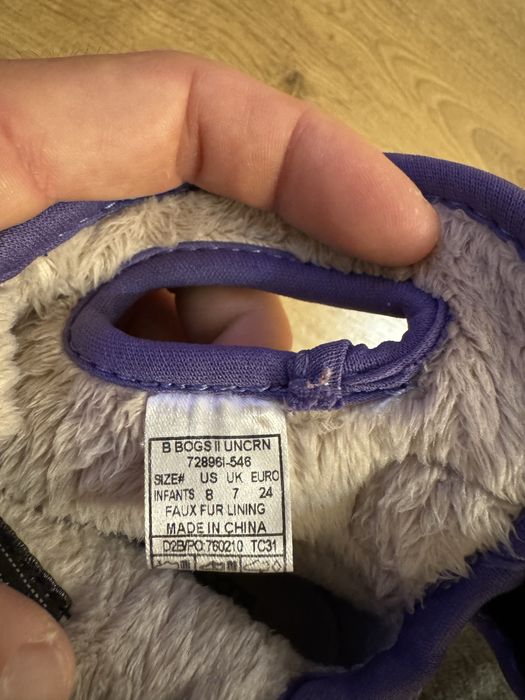 B BOGS II UNCRN
72896I-546
SIZE# US UK EURO
INFANTS 8 7 24
FAUX FUR LINING
MADE IN CHINA
D2B/PO:760210 TC31